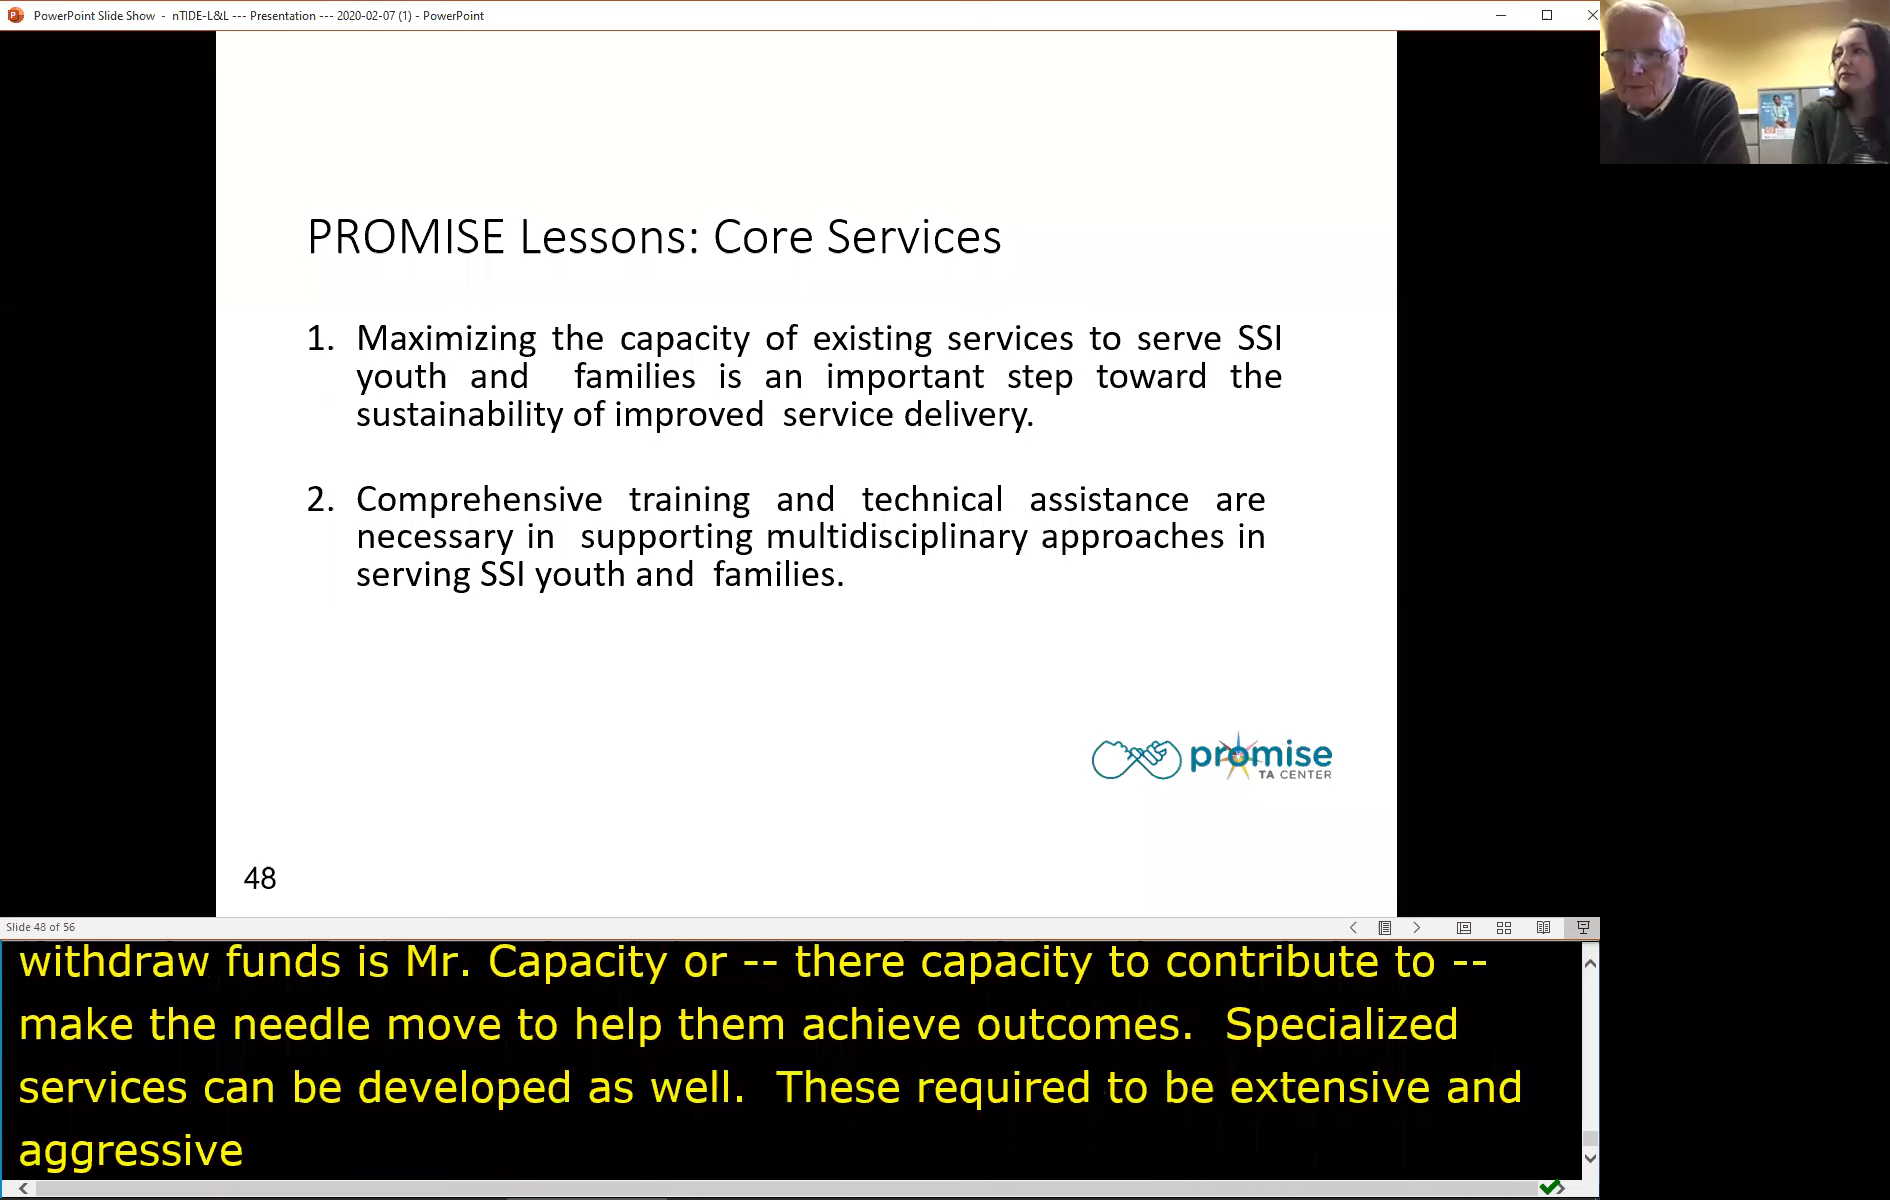 PowerPoint Slide Show - nTIDE-L&L --- Presentation --- 2020-02-07 (1) - PowerPoint
PROMISE Lessons: Core Services
1. Maximizing the capacity of existing services to serve SSI
youth and families is an important step toward the
sustainability of improved service delivery.
2. Comprehensive training and technical assistance are
necessary in supporting multidisciplinary approaches in
serving SSI youth and families.
promise
TA CENTER
48
Slide 48 of 56
withdraw funds is Mr. Capacity or -- there capacity to contribute to --
make the needle move to help them achieve outcomes. Specialized
services can be developed as well. These required to be extensive and
aggressive